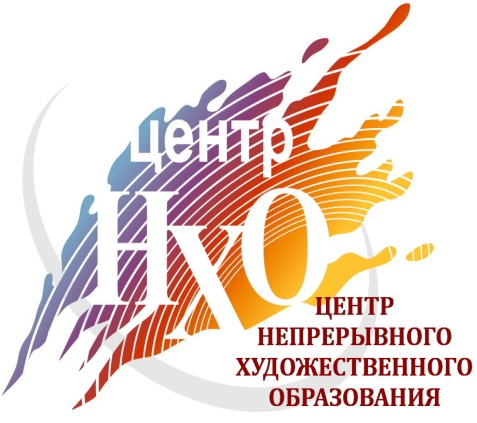 центр
НХО
ЦЕНТР
НЕПРЕРЫВНОГО
ХУДОЖЕСТВЕННОГО
ОБРАЗОВАНИЯ